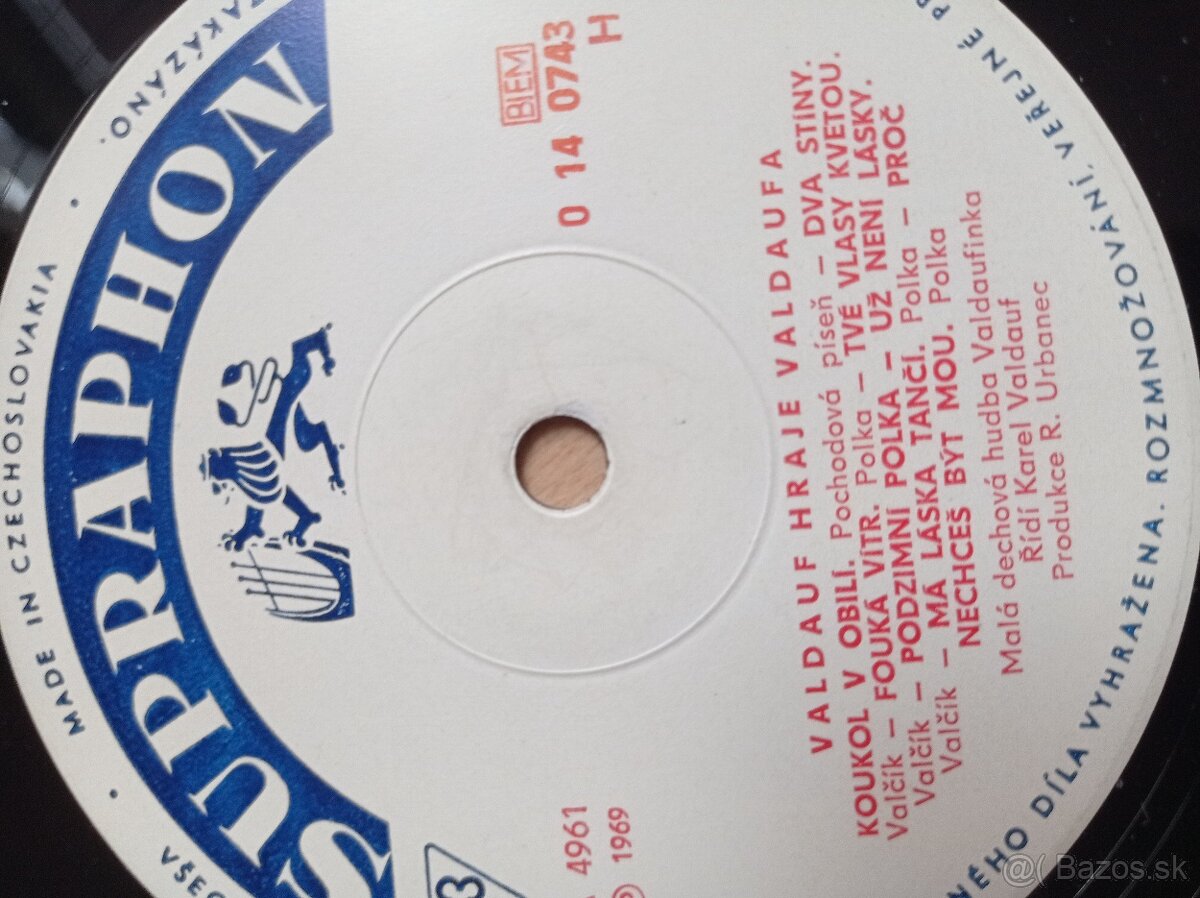 MADE IN CZECHOSLOVAKIA
SUPRAPHON
BIEM
0 14 0743
H
4961
1969
VALDAUF HRAJE VALDAUFA
KOUKOL V OBILÍ. Pochodová píseň – DVA STÍNY.
Valčík – FOUKÁ VÍTR. Polka – TVÉ VLASY KVETOU.
Valčík – PODZIMNÍ POLKA – UŽ NENÍ LÁSKY.
Valčík – MÁ LÁSKA TANČÍ. Polka – PROČ
NECHCEŠ BÝT MOU. Polka
Malá dechová hudba Valdaufinka
Řídí Karel Valdauf
Produkce R. Urbanec
DÍLA VYHRAŽENA. ROZMNOŽOVÁNÍ, VEŘEJNÉ
ZAKÁZÁNO.
Bazos.sk